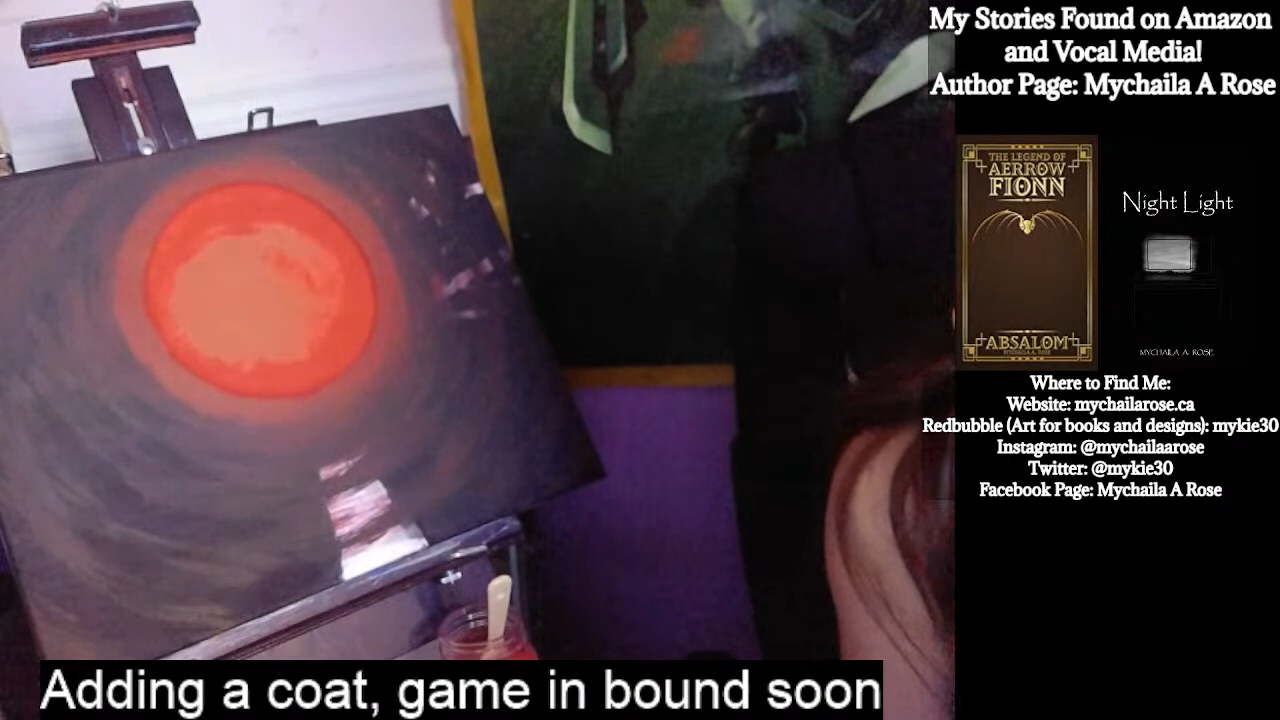 My Stories Found on Amazon
and Vocal Media!
Author Page: Mychaila A Rose
THE LEGEND OF
AERROW
FIONN
ABSALOM
MYCHAILA A. ROSE
Night Light
MYCHAILA A. ROSE
Where to Find Me:
Website: mychailarose.ca
Redbubble (Art for books and designs): mykie30
Instagram: @mychailaarose
Twitter: @mykie30
Facebook Page: Mychaila A Rose
Adding a coat, game in bound soon